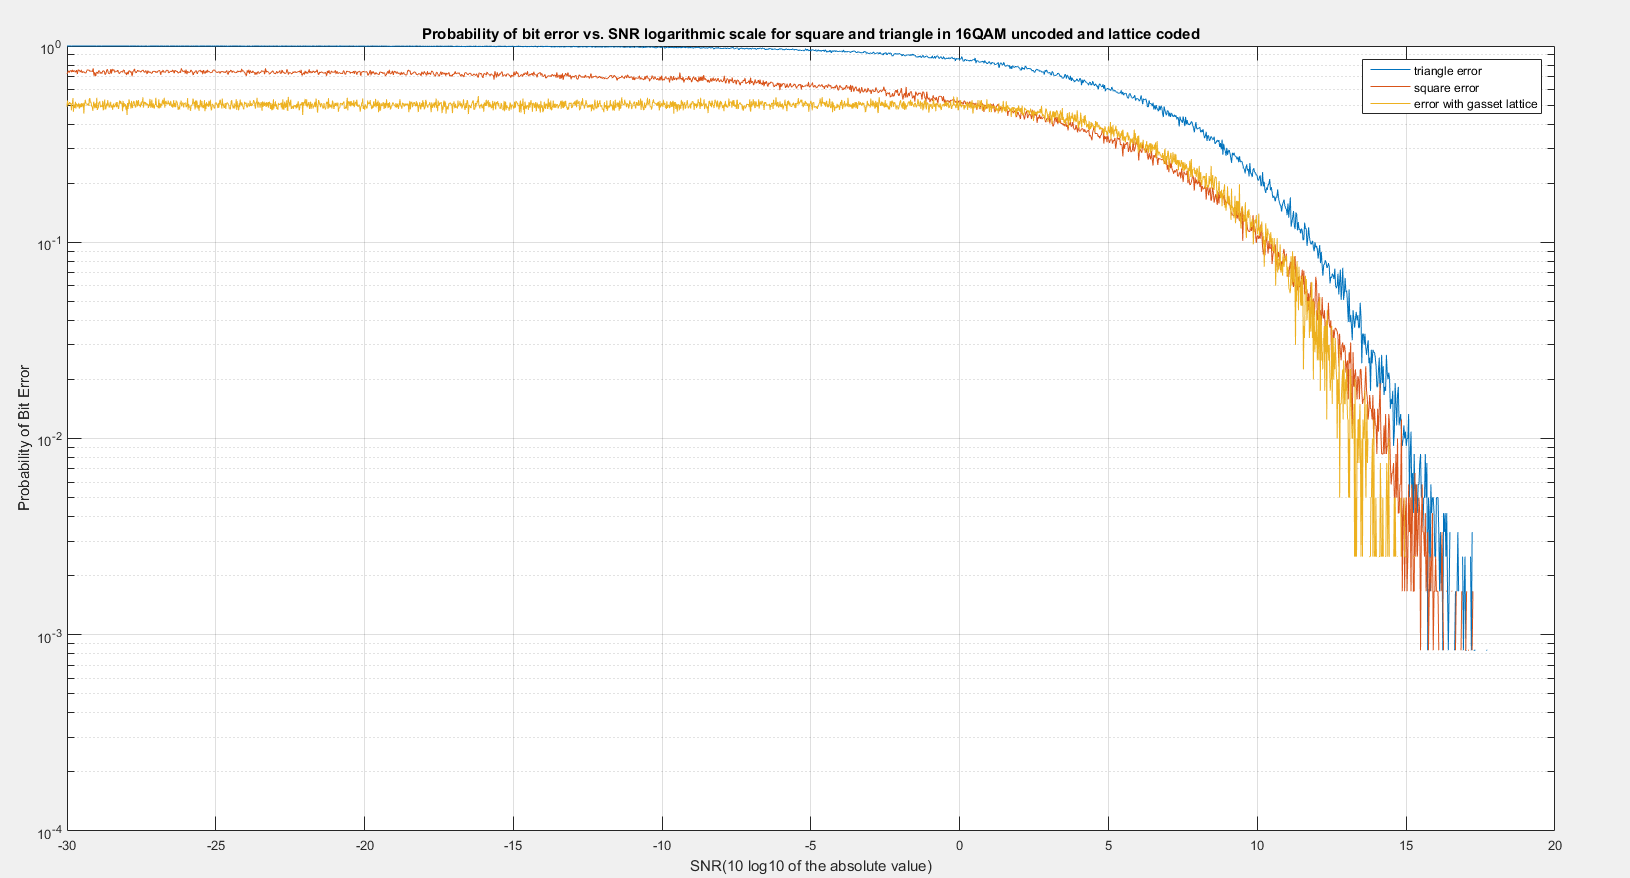 Probability of bit error vs. SNR logarithmic scale for square and triangle in 16QAM uncoded and lattice coded
triangle error
square error
error with gasset lattice
10^0
10^-1
10^-2
10^-3
10^-4
Probability of Bit Error
-30 -25 -20 -15 -10 -5 0 5 10 15 20
SNR(10 log10 of the absolute value)